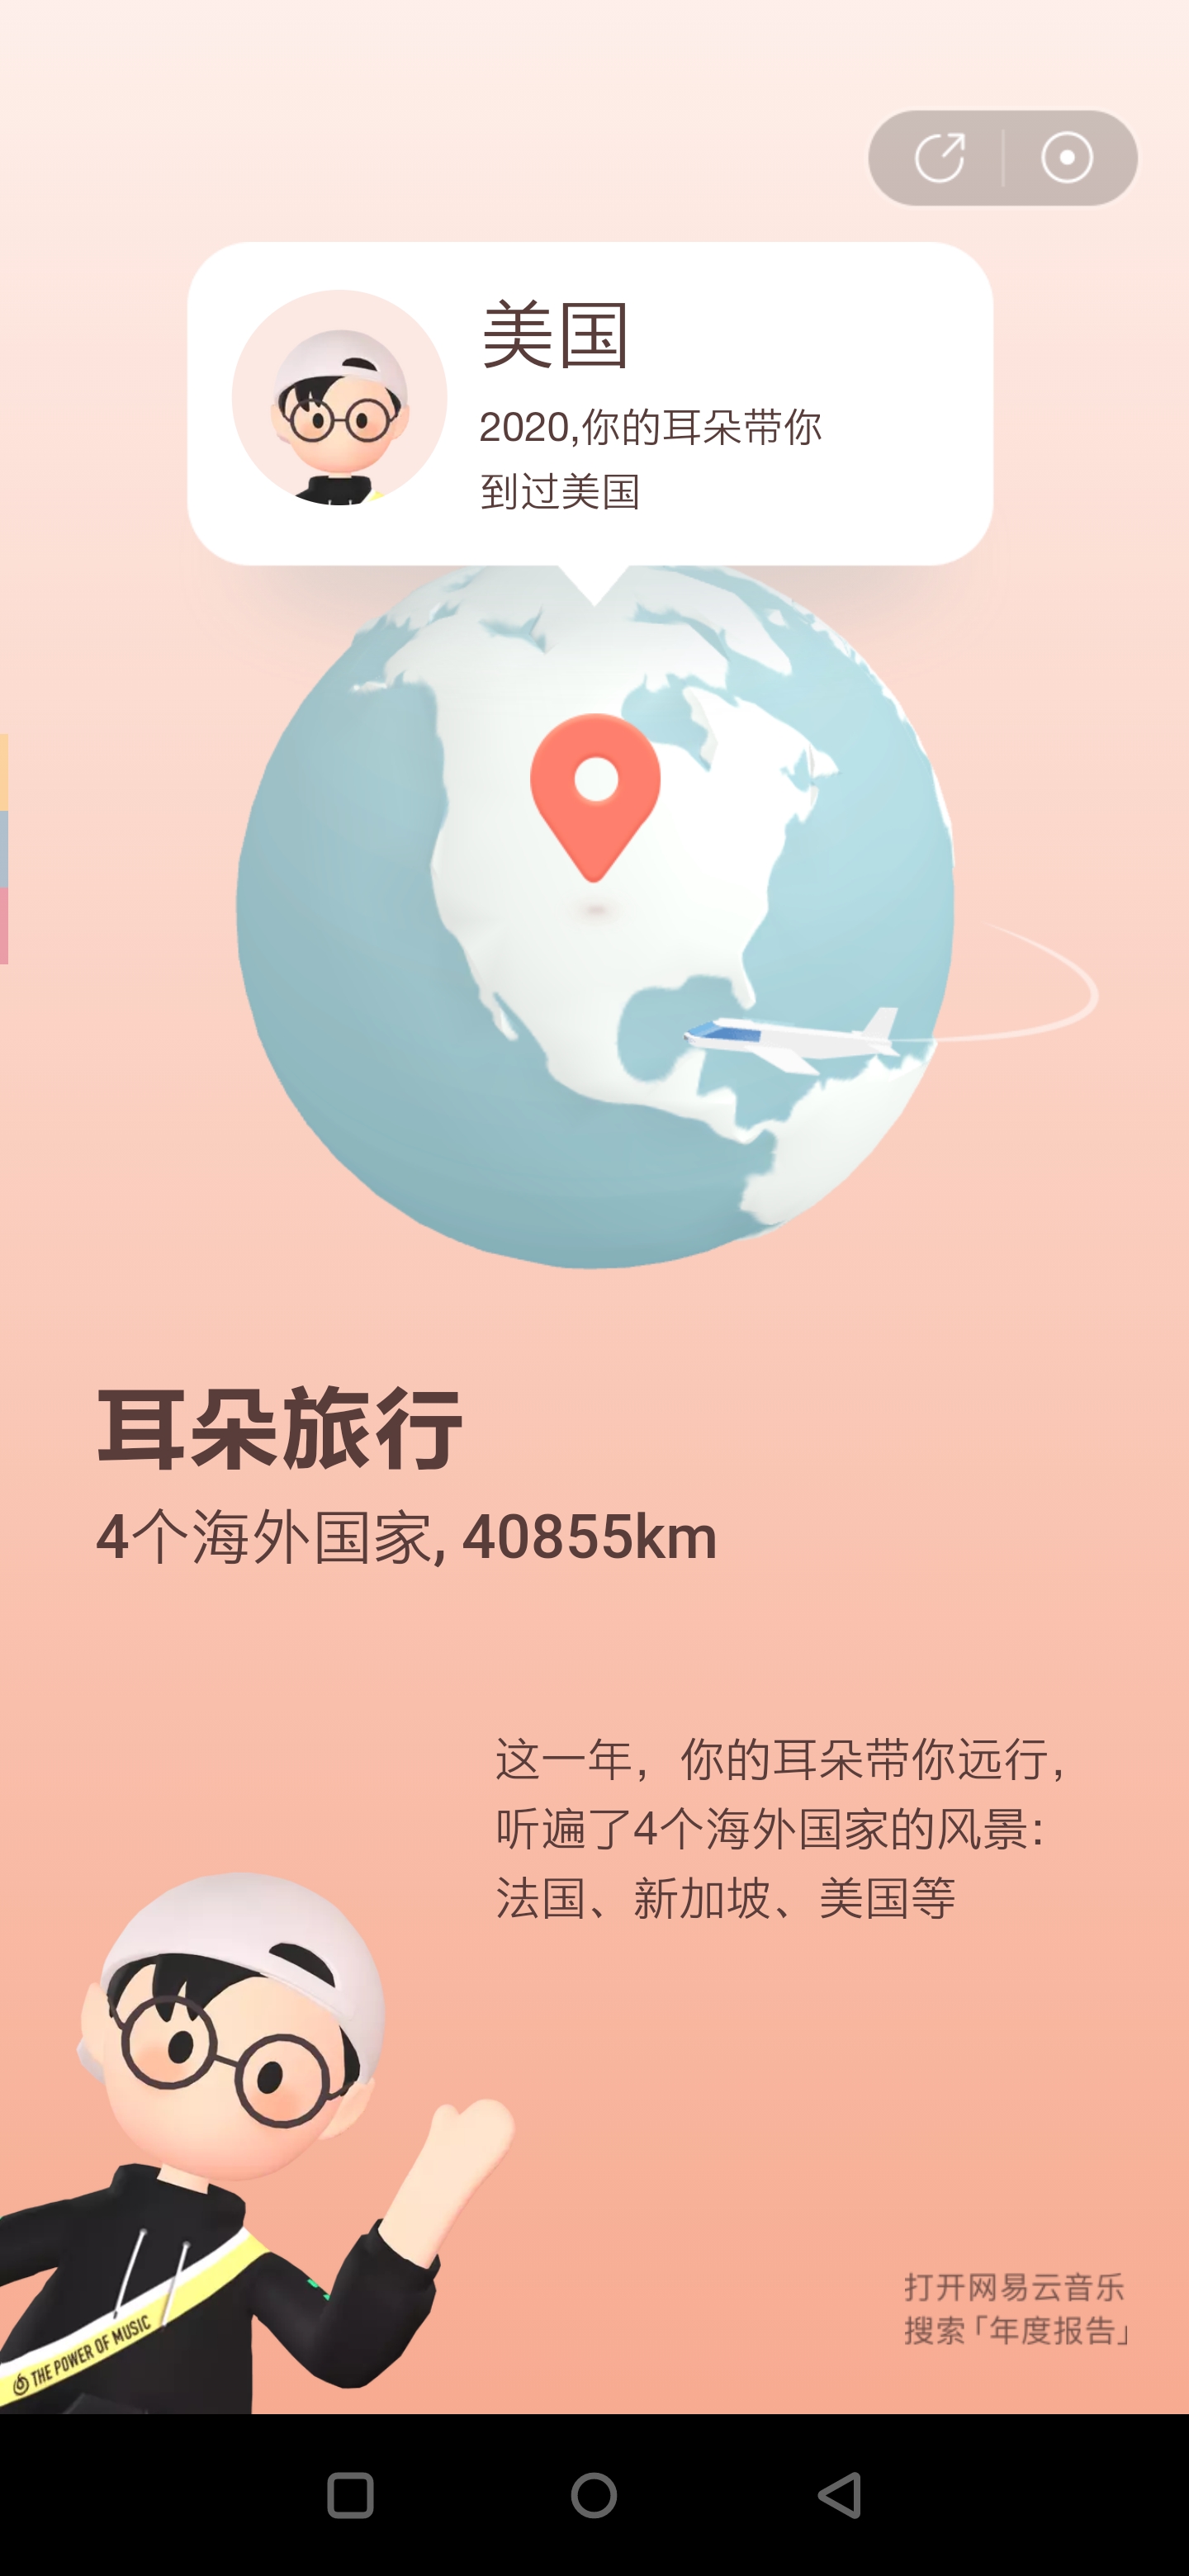 美国
2020,你的耳朵带你
到过美国
耳朵旅行
4个海外国家, 40855km
这一年，你的耳朵带你远行，
听遍了4个海外国家的风景：
法国、新加坡、美国等
THE POWER OF MUSIC
打开网易云音乐
搜索「年度报告」